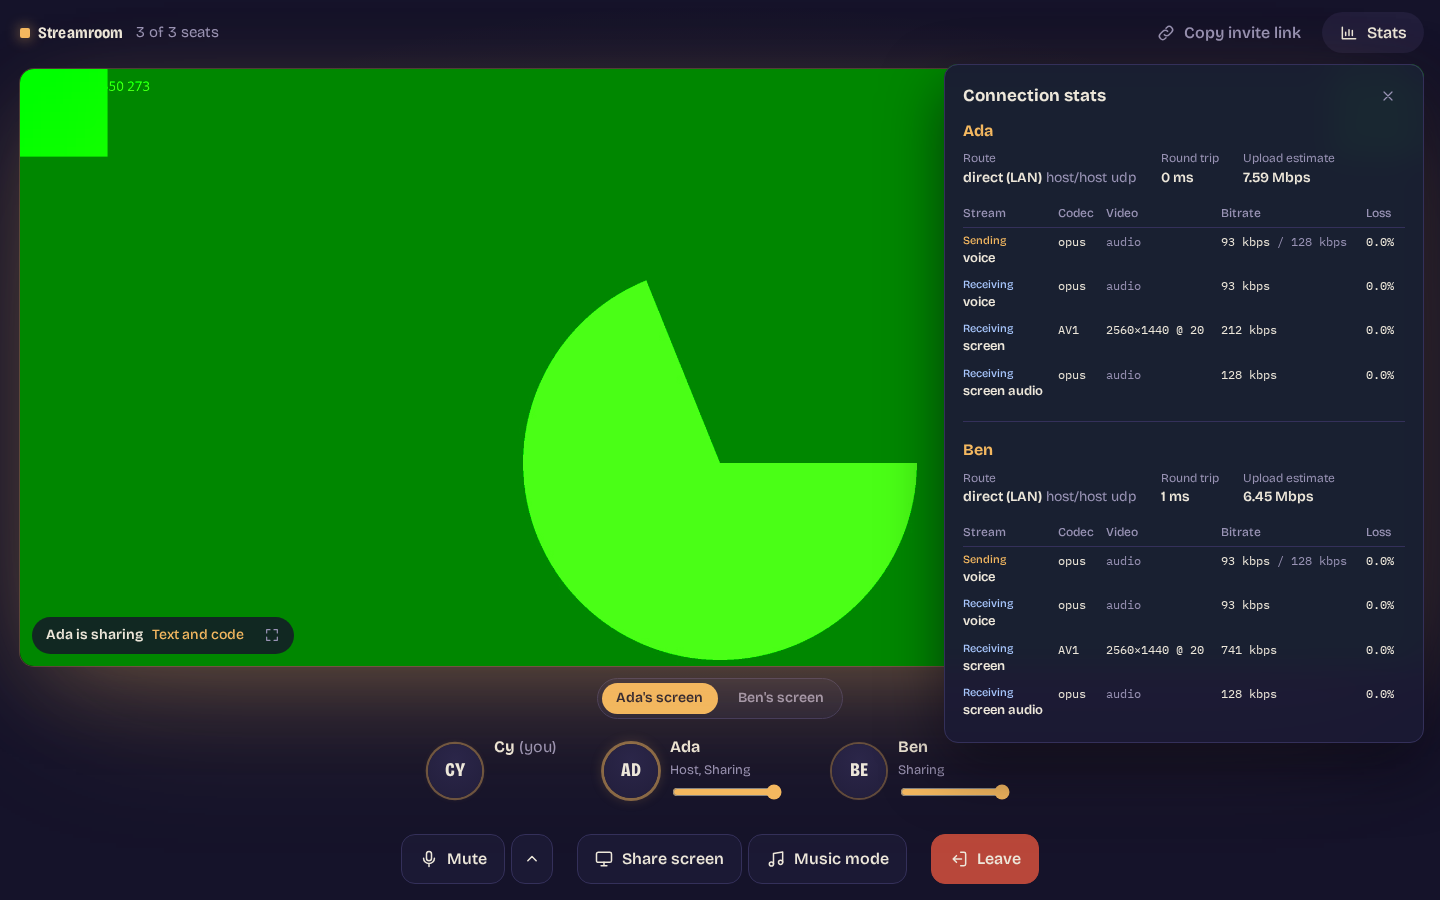 Streamroom 3 of 3 seats
Copy invite link
Stats
50 273
Connection stats
Ada
Route Round trip Upload estimate
direct (LAN) host/host udp 0 ms 7.59 Mbps
Stream Codec Video Bitrate Loss
Sending
voice opus audio 93 kbps / 128 kbps 0.0%
Receiving
voice opus audio 93 kbps 0.0%
Receiving
screen AV1 2560×1440 @ 20 212 kbps 0.0%
Receiving
screen audio opus audio 128 kbps 0.0%
Ben
Route Round trip Upload estimate
direct (LAN) host/host udp 1 ms 6.45 Mbps
Stream Codec Video Bitrate Loss
Sending
voice opus audio 93 kbps / 128 kbps 0.0%
Receiving
voice opus audio 93 kbps 0.0%
Receiving
screen AV1 2560×1440 @ 20 741 kbps 0.0%
Receiving
screen audio opus audio 128 kbps 0.0%
Ada is sharing Text and code
Ada's screen Ben's screen
CY Cy (you)
AD Ada
Host, Sharing
BE Ben
Sharing
Mute
Share screen
Music mode
Leave